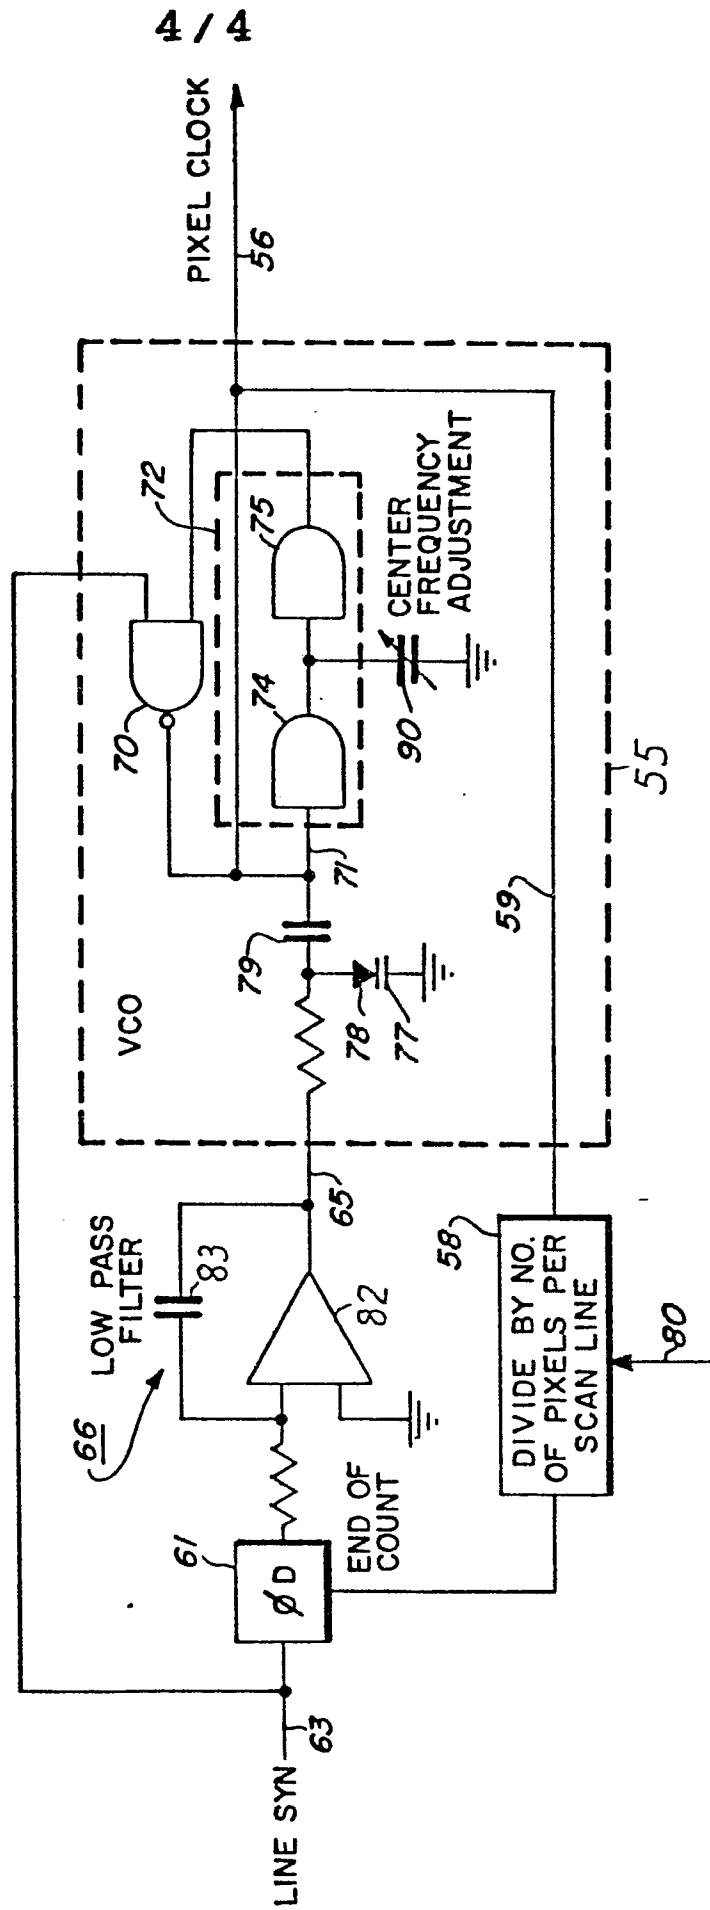 4/4
PIXEL CLOCK
56
72
75
70
74
CENTER
FREQUENCY
ADJUSTMENT
90
71
79
VCO
78
77
59
55
65
LOW PASS
FILTER
83
66
82
58
DIVIDE BY NO.
OF PIXELS PER
SCAN LINE
80
61
ØD
END OF
COUNT
63
LINE SYN